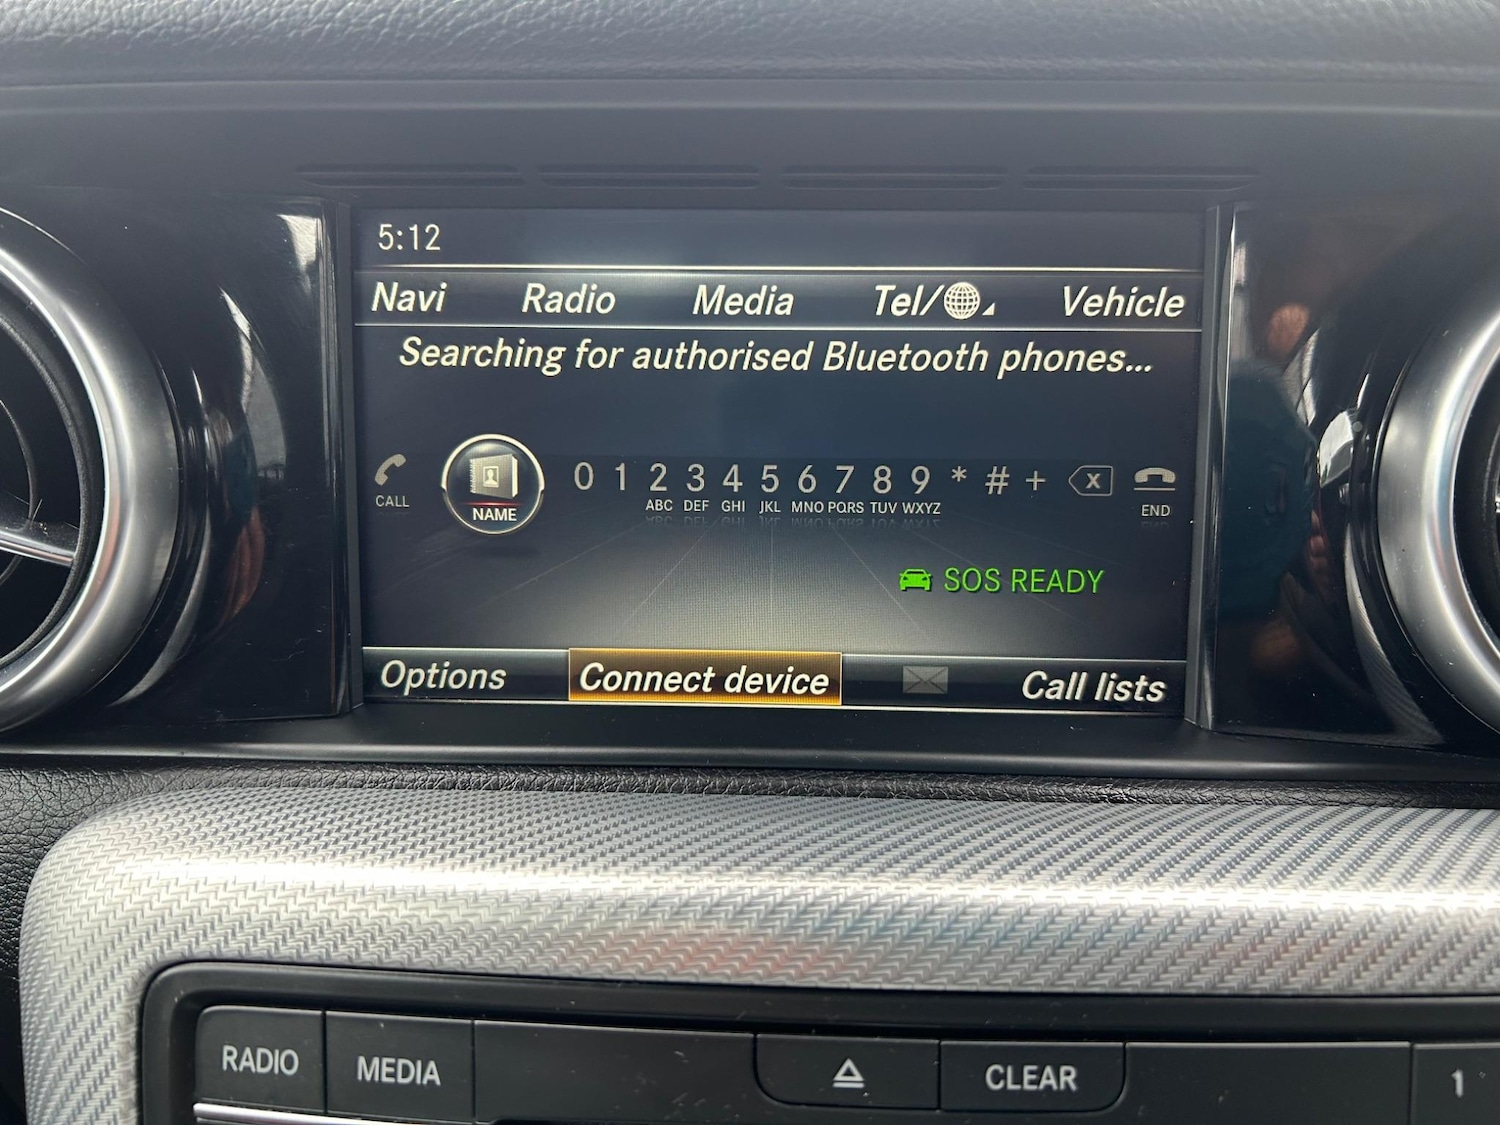 5:12
Navi Radio Media Tel/ Vehicle
Searching for authorised Bluetooth phones...
CALL NAME 0 1 2 3 4 5 6 7 8 9 * # + X END
ABC DEF GHI JKL MNO PQRS TUV WXYZ
SOS READY
Options Connect device Call lists
RADIO MEDIA CLEAR 1